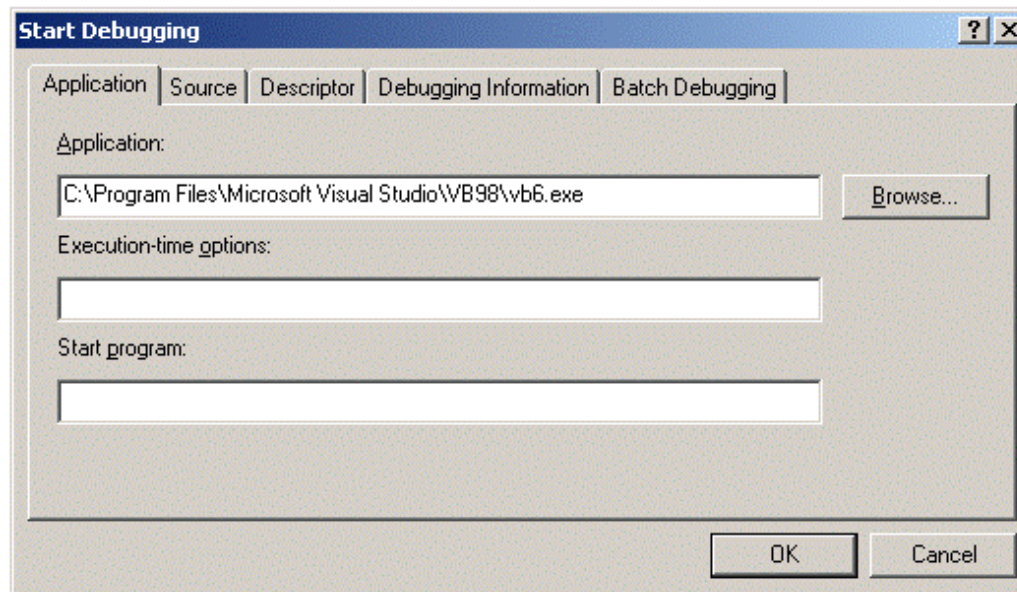 Start Debugging
Application Source Descriptor Debugging Information Batch Debugging
Application:
C:\Program Files\Microsoft Visual Studio\VB98\vb6.exe Browse...
Execution-time options:
Start program:
OK Cancel